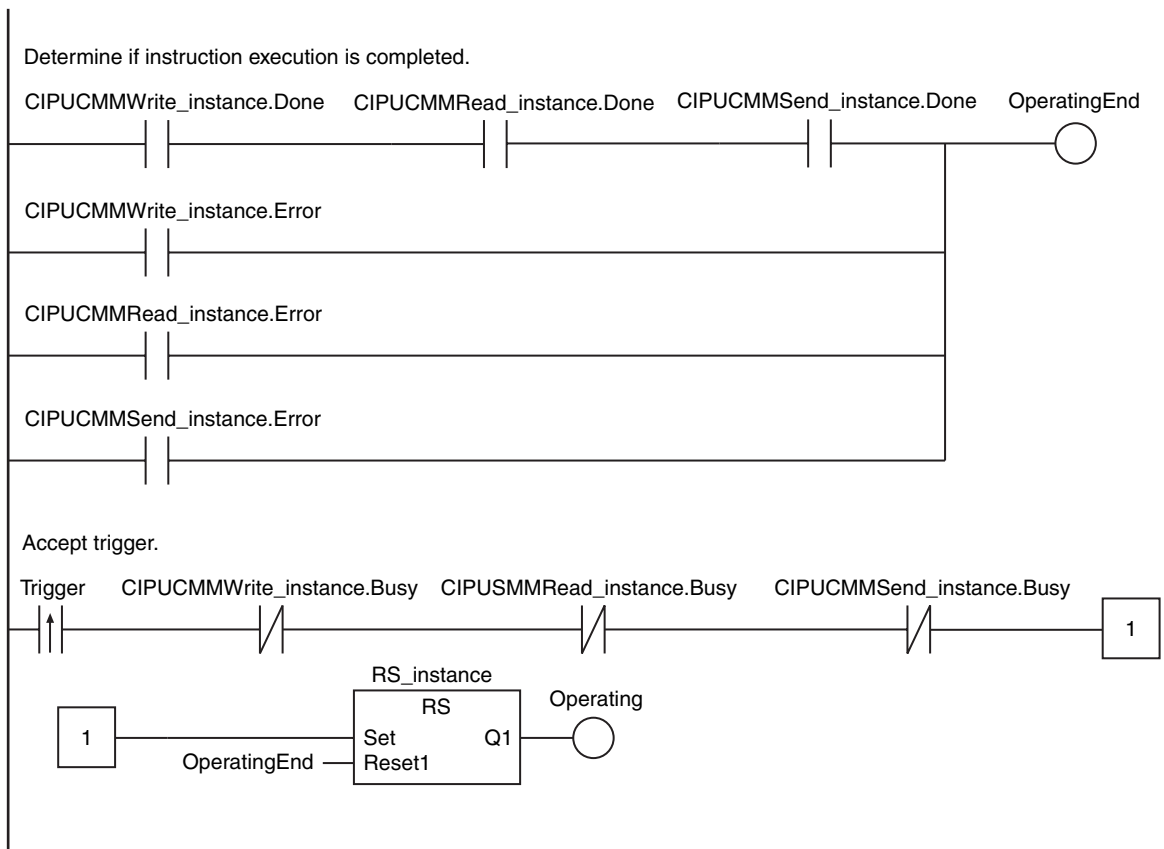 Determine if instruction execution is completed.
CIPUCMMWrite_instance.Done CIPUCMMRead_instance.Done CIPUCMMSend_instance.Done OperatingEnd
CIPUCMMWrite_instance.Error
CIPUCMMRead_instance.Error
CIPUCMMSend_instance.Error
Accept trigger.
Trigger CIPUCMMWrite_instance.Busy CIPUSMMRead_instance.Busy CIPUCMMSend_instance.Busy
1
RS_instance
RS
Operating
1
Set Q1
OperatingEnd Reset1